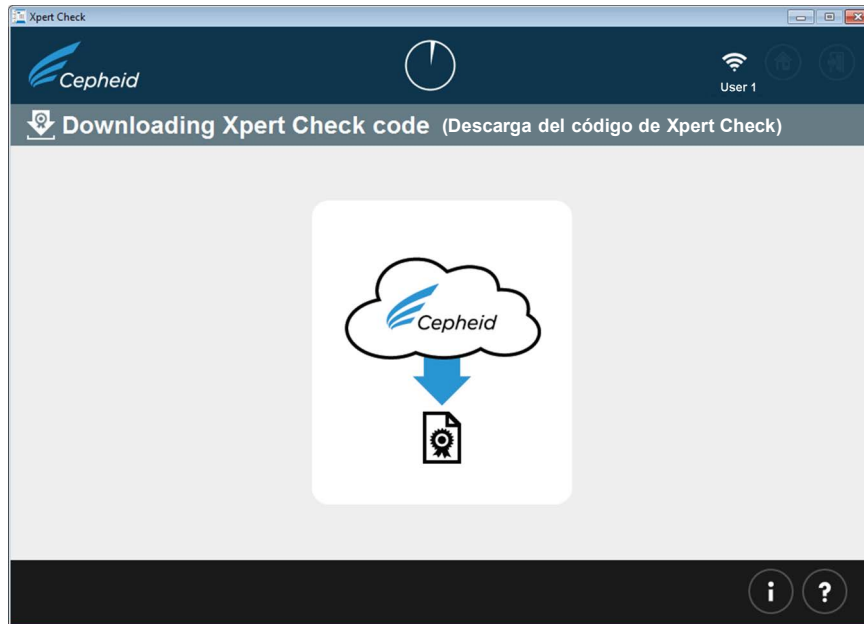 Xpert Check
Cepheid
User 1
Downloading Xpert Check code (Descarga del código de Xpert Check)
Cepheid
i ?